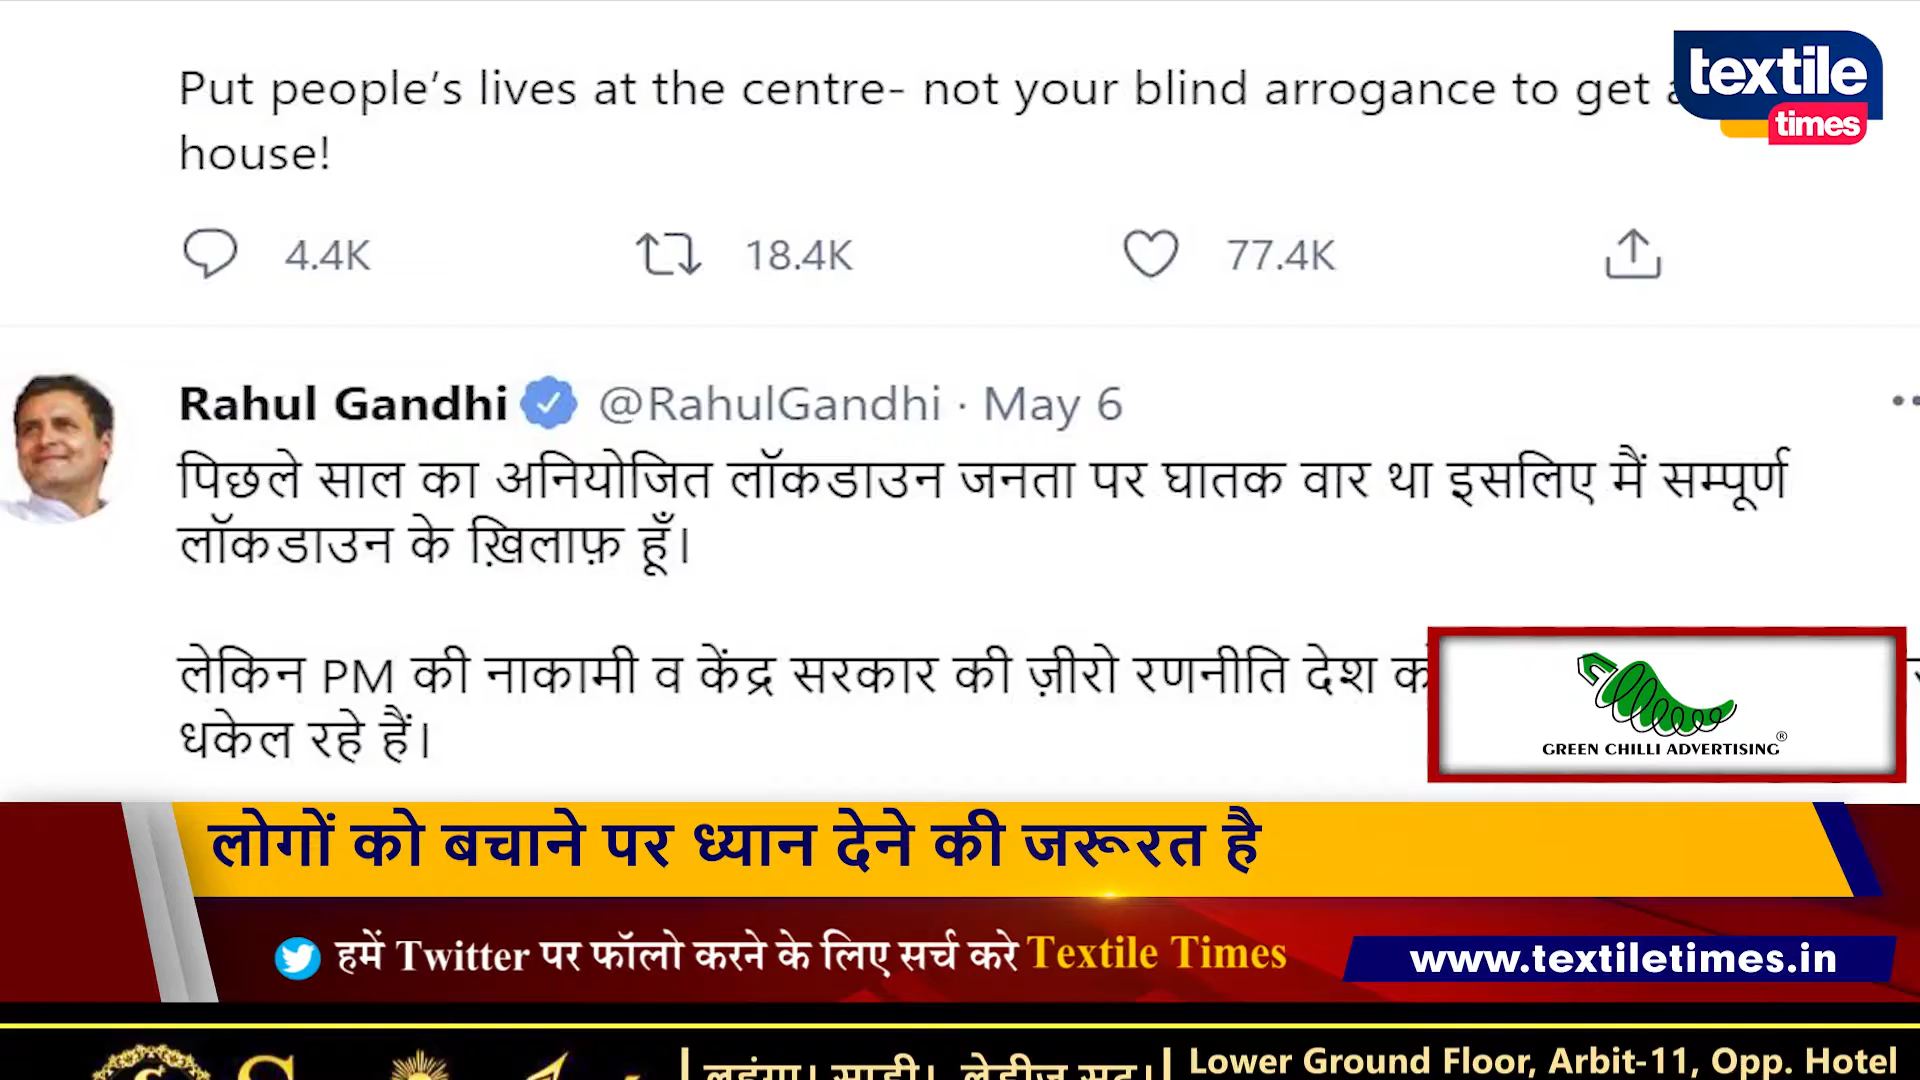 Put people's lives at the centre- not your blind arrogance to get
house!
textile
times
4.4K 18.4K 77.4K
Rahul Gandhi @RahulGandhi · May 6
पिछले साल का अनियोजित लॉकडाउन जनता पर घातक वार था इसलिए मैं सम्पूर्ण
लॉकडाउन के ख़िलाफ़ हूँ।
लेकिन PM की नाकामी व केंद्र सरकार की ज़ीरो रणनीति देश
धकेल रहे हैं।
GREEN CHILLI ADVERTISING®
लोगों को बचाने पर ध्यान देने की जरूरत है
हमें Twitter पर फॉलो करने के लिए सर्च करे Textile Times
www.textiletimes.in
लहंगा। साड़ी। लेडीज सूट।
Lower Ground Floor, Arbit-11, Opp. Hotel